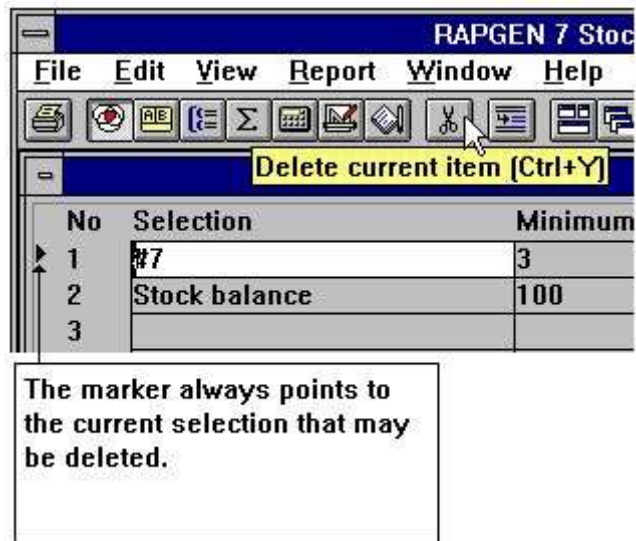 RAPGEN 7 Stoc
File Edit View Report Window Help
A|B Σ
Delete current item (Ctrl+Y)
No Selection Minimum
1 #7 3
2 Stock balance 100
3
The marker always points to
the current selection that may
be deleted.